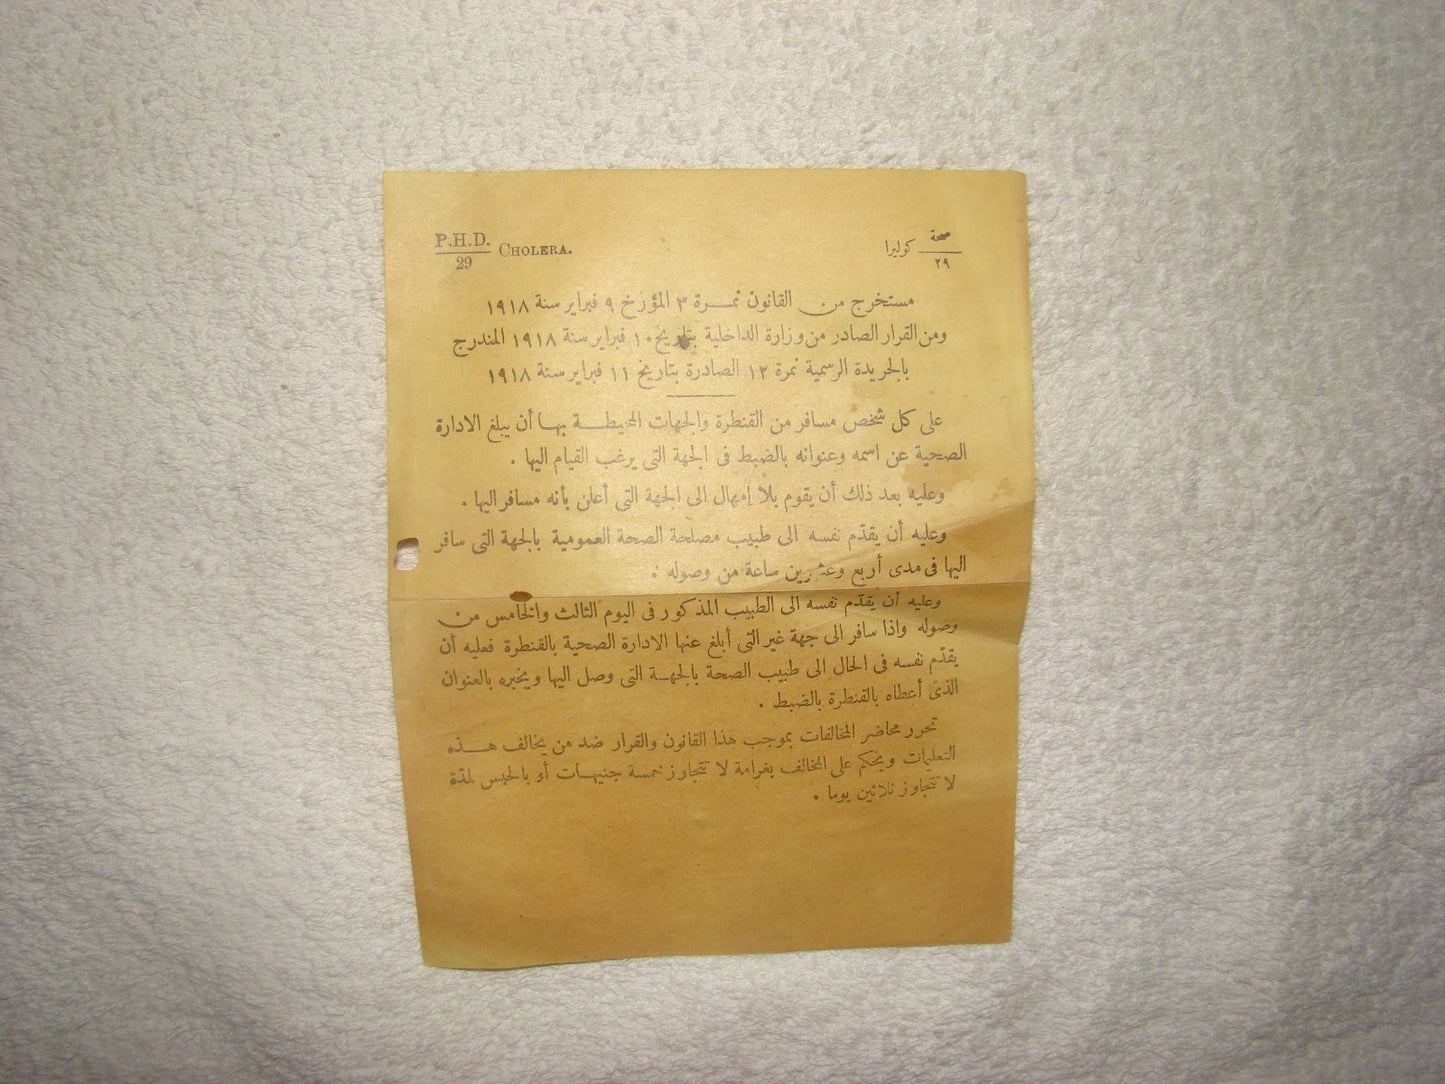 P.H.D. / 29 CHOLERA.
صحة / ٢٩ كوليرا
مستخرج من القانون نمرة ٣ المؤرخ ٩ فبراير سنة ١٩١٨
ومن القرار الصادر من وزارة الداخلية بتاريخ ١٠ فبراير سنة ١٩١٨ المندرج
بالجريدة الرسمية نمرة ١٢ الصادرة بتاريخ ١١ فبراير سنة ١٩١٨
على كل شخص مسافر من القنطرة والجهات المحيطة بها أن يبلغ الادارة
الصحية عن اسمه وعنوانه بالضبط فى الجهة التى يرغب القيام اليها .
وعليه بعد ذلك أن يقوم بلا إمهال الى الجهة التى أعلن بأنه مسافر اليها .
وعليه أن يقدّم نفسه الى طبيب مصلحة الصحة العمومية بالجهة التى سافر
اليها فى مدى أربع وعشرين ساعة من وصوله .
وعليه أن يقدّم نفسه الى الطبيب المذكور فى اليوم الثالث والخامس من
وصوله واذا سافر الى جهة غير التى أبلغ عنها الادارة الصحية بالقنطرة فعليه أن
يقدّم نفسه فى الحال الى طبيب الصحة بالجهة التى وصل اليها ويخبره بالعنوان
الذى أعطاه بالقنطرة بالضبط .
تحرر محاضر المخالفات بموجب هذا القانون والقرار ضد من يخالف هذه
التعليمات ويحكم على المخالف بغرامة لا تتجاوز خمسة جنيهات أو بالحبس لمدّة
لا تتجاوز ثلاثين يوما .